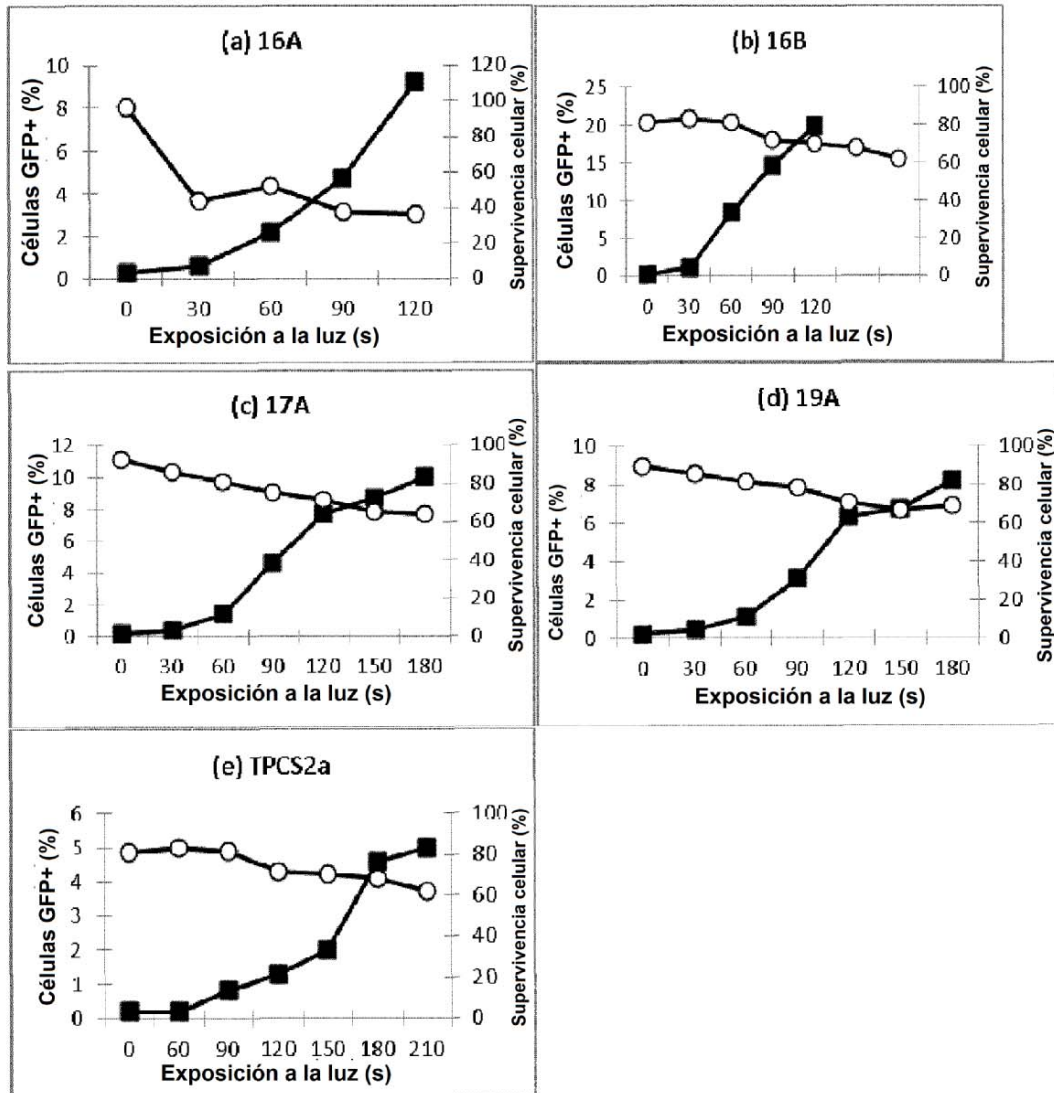 (a) 16A
10
8
6
4
2
0
120
100
80
60
40
20
0
Células GFP+ (%)
Supervivencia celular (%)
0 30 60 90 120
Exposición a la luz (s)
(b) 16B
25
20
15
10
5
0
100
80
60
40
20
0
Células GFP+ (%)
Supervivencia celular (%)
0 30 60 90 120
Exposición a la luz (s)
(c) 17A
12
10
8
6
4
2
0
100
80
60
40
20
0
Células GFP+ (%)
Supervivencia celular (%)
0 30 60 90 120 150 180
Exposición a la luz (s)
(d) 19A
10
8
6
4
2
0
100
80
60
40
20
0
Células GFP+ (%)
Supervivencia celular (%)
0 30 60 90 120 150 180
Exposición a la luz (s)
(e) TPCS2a
6
5
4
3
2
1
0
100
80
60
40
20
0
Células GFP+ (%)
Supervivencia celular (%)
0 60 90 120 150 180 210
Exposición a la luz (s)